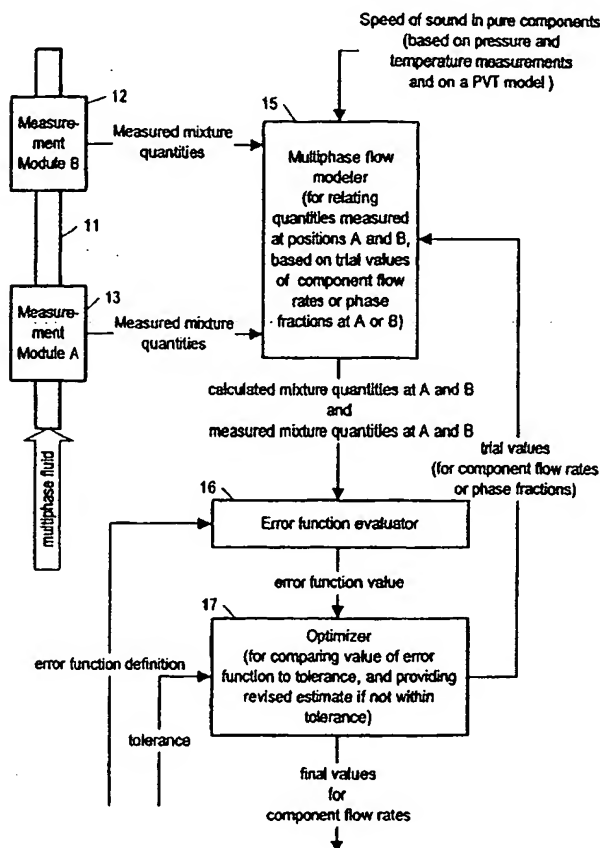 Speed of sound in pure components
(based on pressure and
temperature measurements
and on a PVT model )
12
Measure-
ment
Module B
Measured mixture
quantities
15
Multiphase flow
modeler
(for relating
quantities measured
at positions A and B,
based on trial values
of component flow
rates or phase
fractions at A or B)
11
13
Measure-
ment
Module A
Measured mixture
quantities
multiphase fluid
calculated mixture quantities at A and B
and
measured mixture quantities at A and B
trial values
(for component flow rates
or phase fractions)
16
Error function evaluator
error function value
17
Optimizer
(for comparing value of error
function to tolerance, and providing
revised estimate if not within
tolerance)
error function definition
tolerance
final values
for
component flow rates